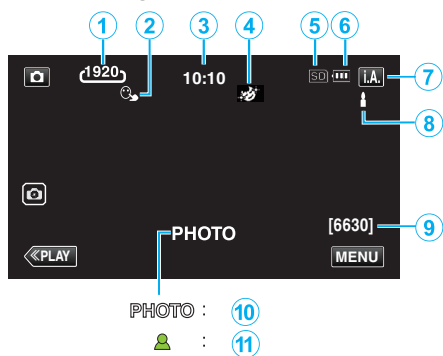 1 2 3 4 5 6
1920 10:10 SD i.A. 7
8
[6630] 9
PHOTO
≪PLAY MENU
PHOTO : 10
: 11